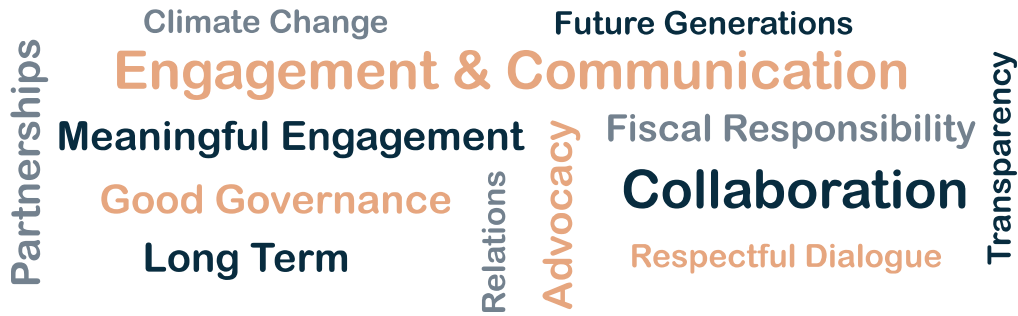 Climate Change
Future Generations
Engagement & Communication
Partnerships
Meaningful Engagement
Fiscal Responsibility
Transparency
Good Governance
Advocacy
Collaboration
Relations
Long Term
Respectful Dialogue